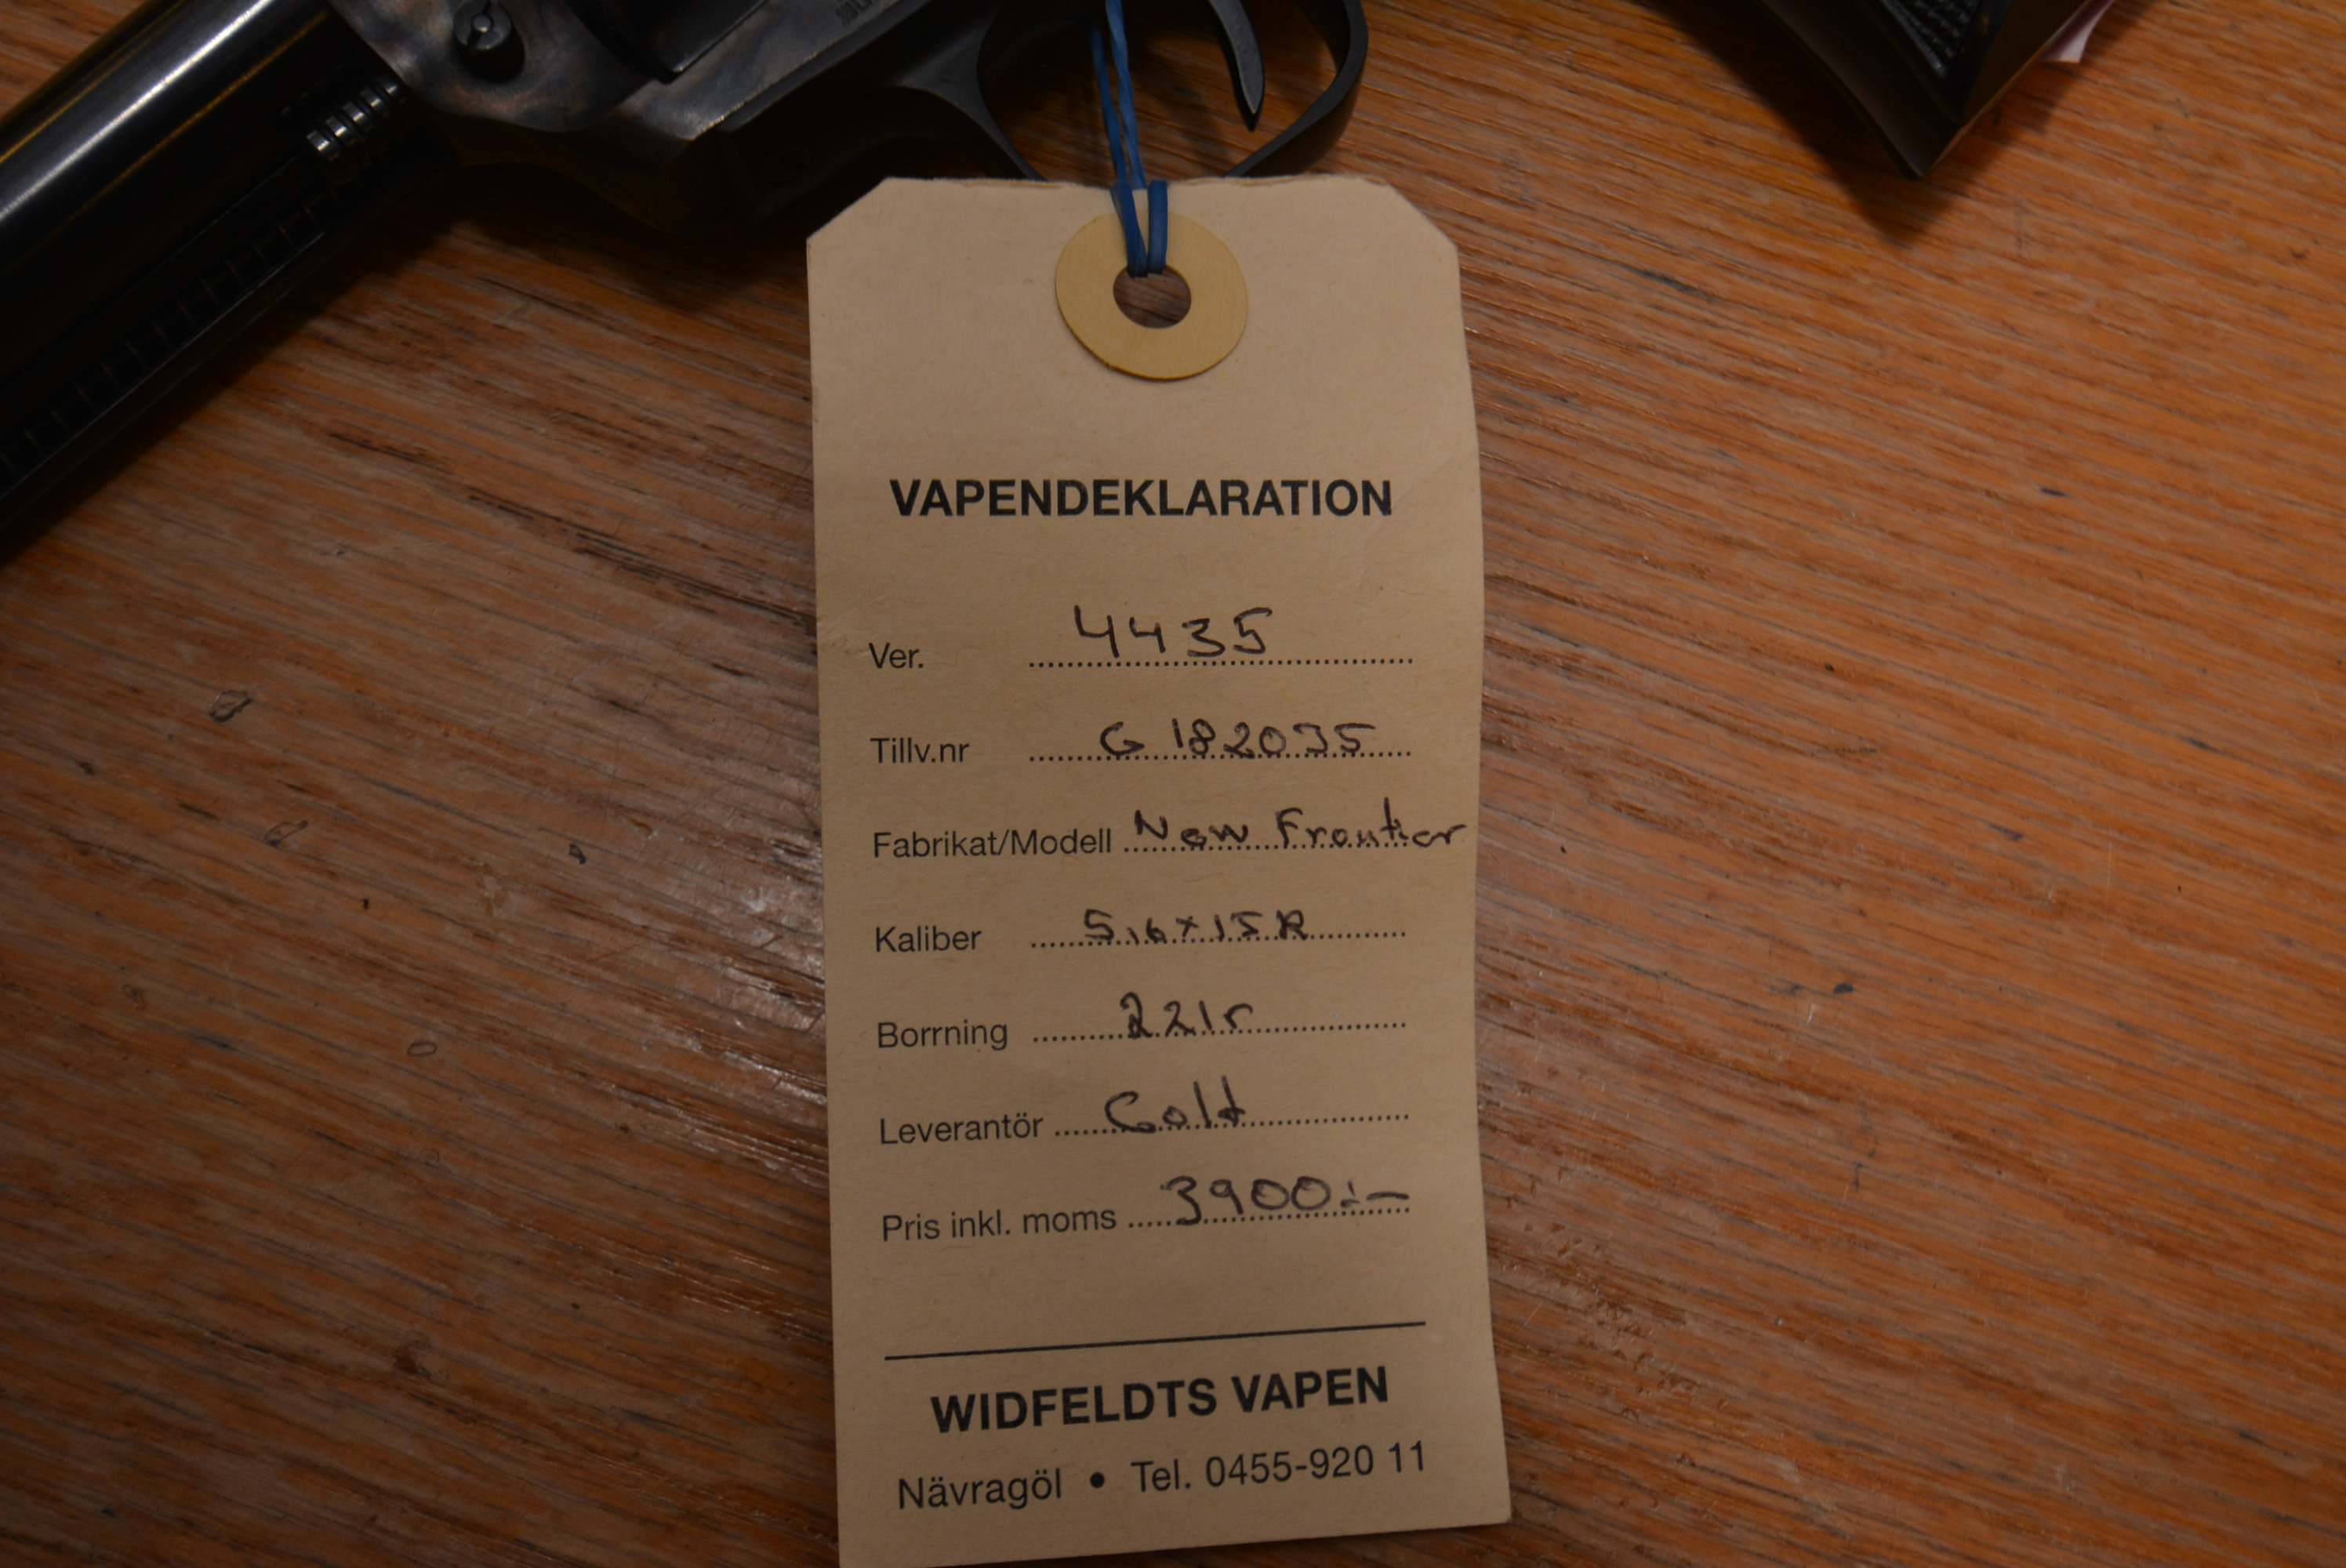 VAPENDEKLARATION
Ver. 4435
Tillv.nr G 182035
Fabrikat/Modell New Frontier
Kaliber 5,6x15R
Borrning 22lr
Leverantör Colt
Pris inkl. moms 3900:-
WIDFELDTS VAPEN
Nävragöl • Tel. 0455-920 11